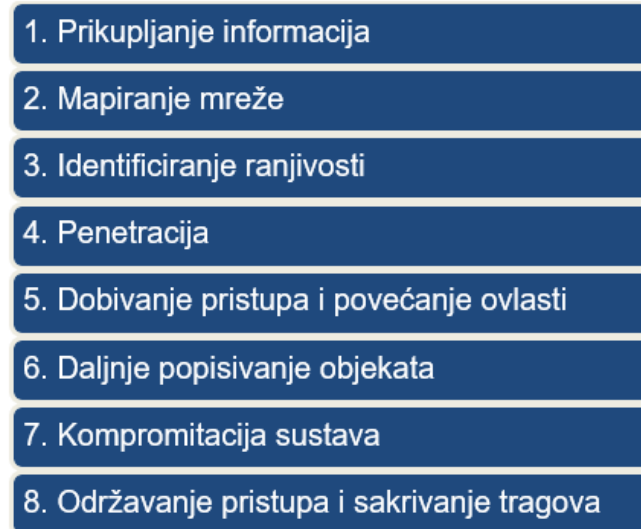 1. Prikupljanje informacija
2. Mapiranje mreže
3. Identificiranje ranjivosti
4. Penetracija
5. Dobivanje pristupa i povećanje ovlasti
6. Daljnje popisivanje objekata
7. Kompromitacija sustava
8. Održavanje pristupa i sakrivanje tragova